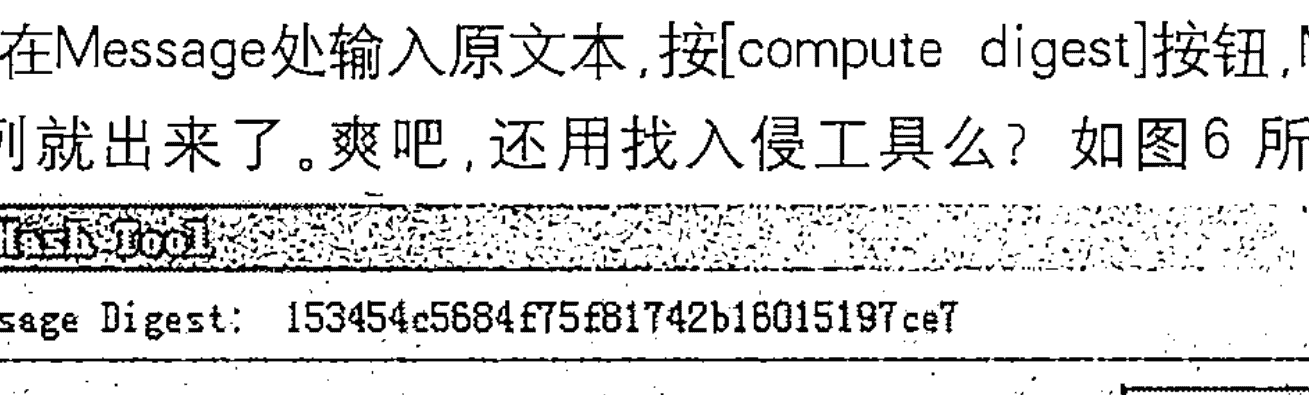 在Message处输入原文本,按[compute digest]按钮,
列就出来了。爽吧,还用找入侵工具么? 如图6 所
Hash Tool
sage Digest: 153454c5684f75f81742b16015197ce7